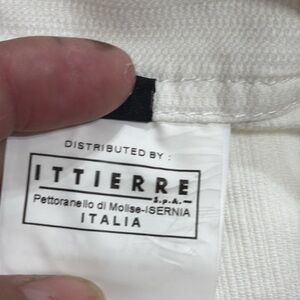 DISTRIBUTED BY :
ITTIERRE
S.p.A.
Pettoranello di Molise-ISERNIA
ITALIA